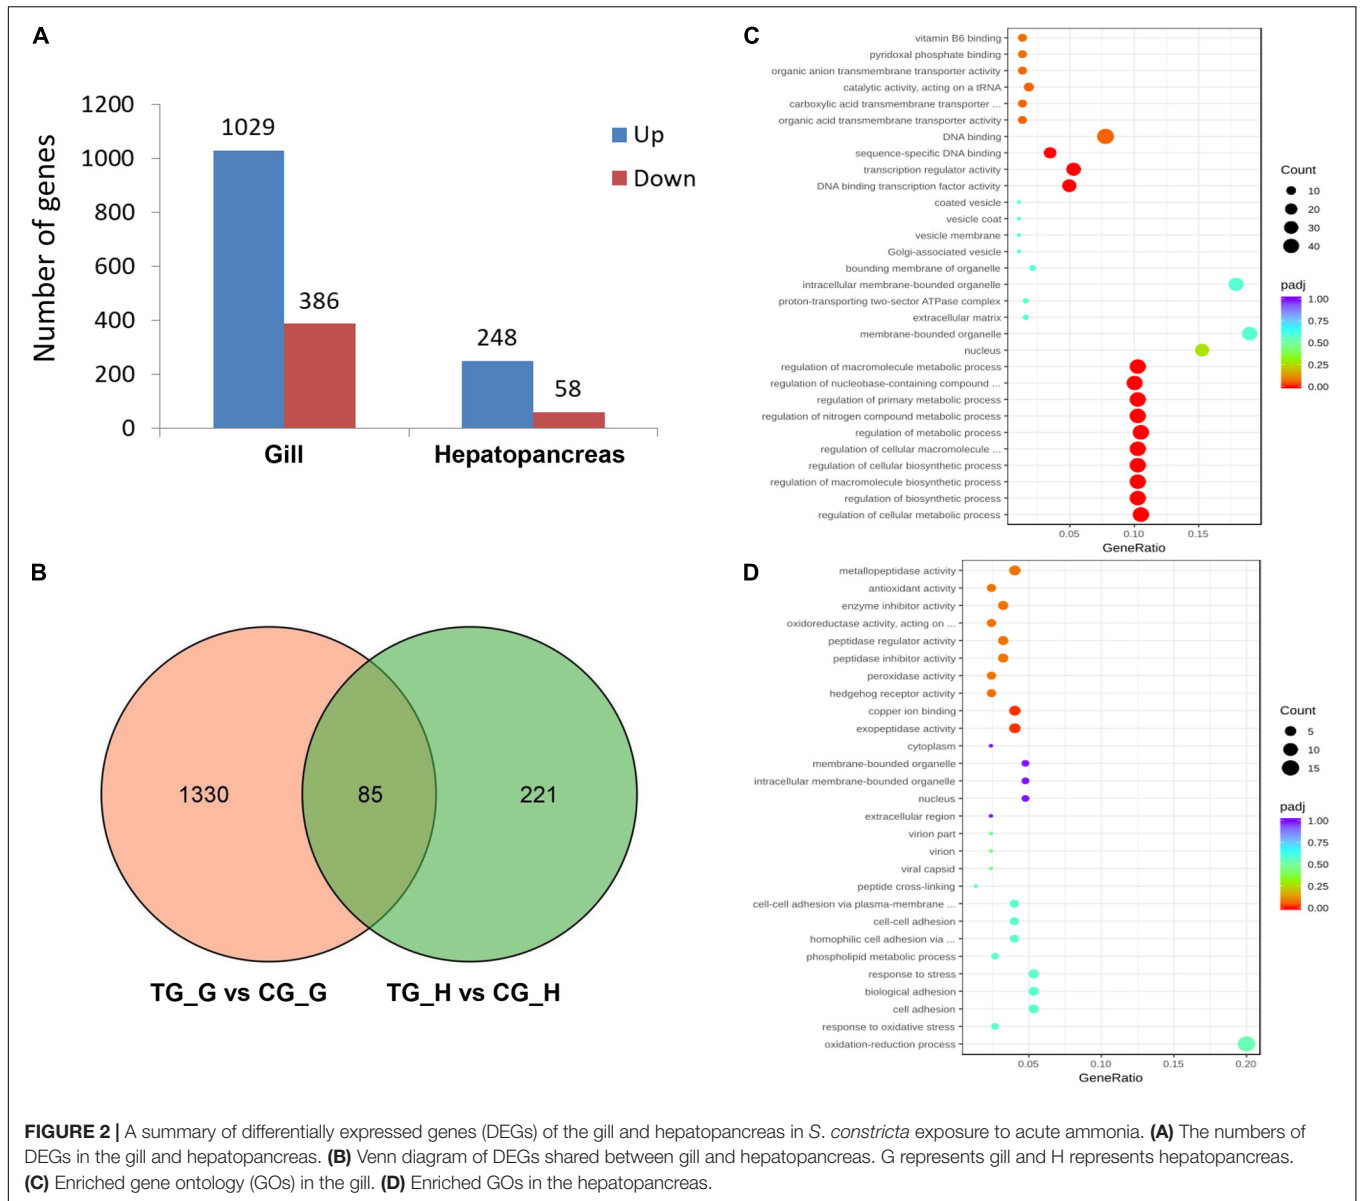 A
1200
1000
800
600
400
200
0
Number of genes
1029
386
248
58
Up
Down
Gill
Hepatopancreas
B
1330
85
221
TG_G vs CG_G
TG_H vs CG_H
C
vitamin B6 binding
pyridoxal phosphate binding
organic anion transmembrane transporter activity
catalytic activity, acting on a tRNA
carboxylic acid transmembrane transporter ...
organic acid transmembrane transporter activity
DNA binding
sequence-specific DNA binding
transcription regulator activity
DNA binding transcription factor activity
coated vesicle
vesicle coat
vesicle membrane
Golgi-associated vesicle
bounding membrane of organelle
intracellular membrane-bounded organelle
proton-transporting two-sector ATPase complex
extracellular matrix
membrane-bounded organelle
nucleus
regulation of macromolecule metabolic process
regulation of nucleobase-containing compound ...
regulation of primary metabolic process
regulation of nitrogen compound metabolic process
regulation of metabolic process
regulation of cellular macromolecule ...
regulation of cellular biosynthetic process
regulation of macromolecule biosynthetic process
regulation of biosynthetic process
regulation of cellular metabolic process
0.05 0.10 0.15
GeneRatio
Count
10
20
30
40
padj
1.00
0.75
0.50
0.25
0.00
D
metallopeptidase activity
antioxidant activity
enzyme inhibitor activity
oxidoreductase activity, acting on ...
peptidase regulator activity
peptidase inhibitor activity
peroxidase activity
hedgehog receptor activity
copper ion binding
exopeptidase activity
cytoplasm
membrane-bounded organelle
intracellular membrane-bounded organelle
nucleus
extracellular region
virion part
virion
viral capsid
peptide cross-linking
cell-cell adhesion via plasma-membrane ...
cell-cell adhesion
homophilic cell adhesion via ...
phospholipid metabolic process
response to stress
biological adhesion
cell adhesion
response to oxidative stress
oxidation-reduction process
0.05 0.10 0.15 0.20
GeneRatio
Count
5
10
15
padj
1.00
0.75
0.50
0.25
0.00
FIGURE 2 | A summary of differentially expressed genes (DEGs) of the gill and hepatopancreas in S. constricta exposure to acute ammonia. (A) The numbers of
DEGs in the gill and hepatopancreas. (B) Venn diagram of DEGs shared between gill and hepatopancreas. G represents gill and H represents hepatopancreas.
(C) Enriched gene ontology (GOs) in the gill. (D) Enriched GOs in the hepatopancreas.